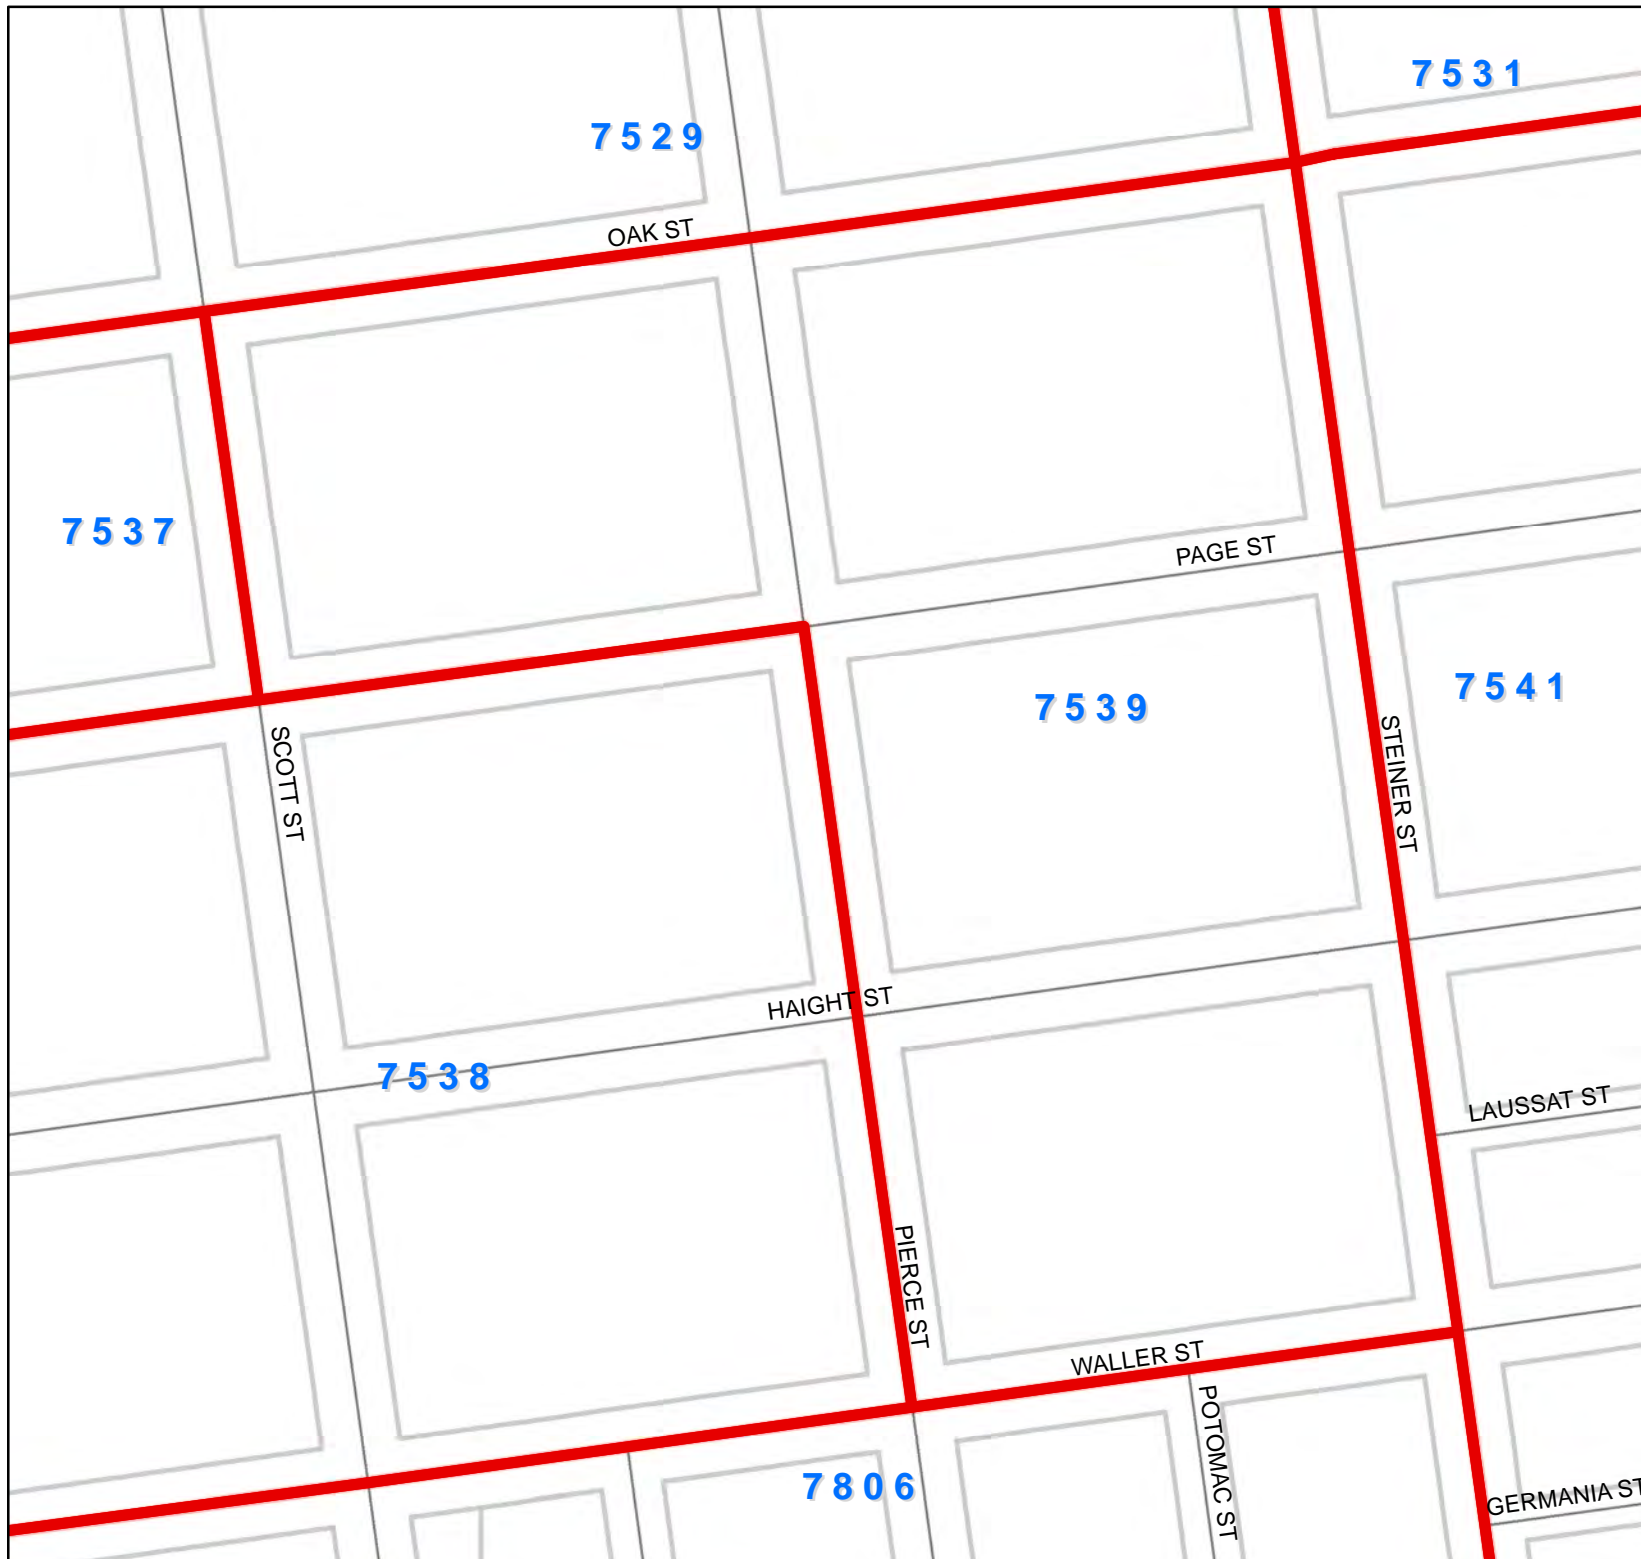 7531
7529
OAK ST
7537
PAGE ST
7539
7541
SCOTT ST
STEINER ST
HAIGHT ST
7538
LAUSSAT ST
PIERCE ST
WALLER ST
POTOMAC ST
7806
GERMANIA ST